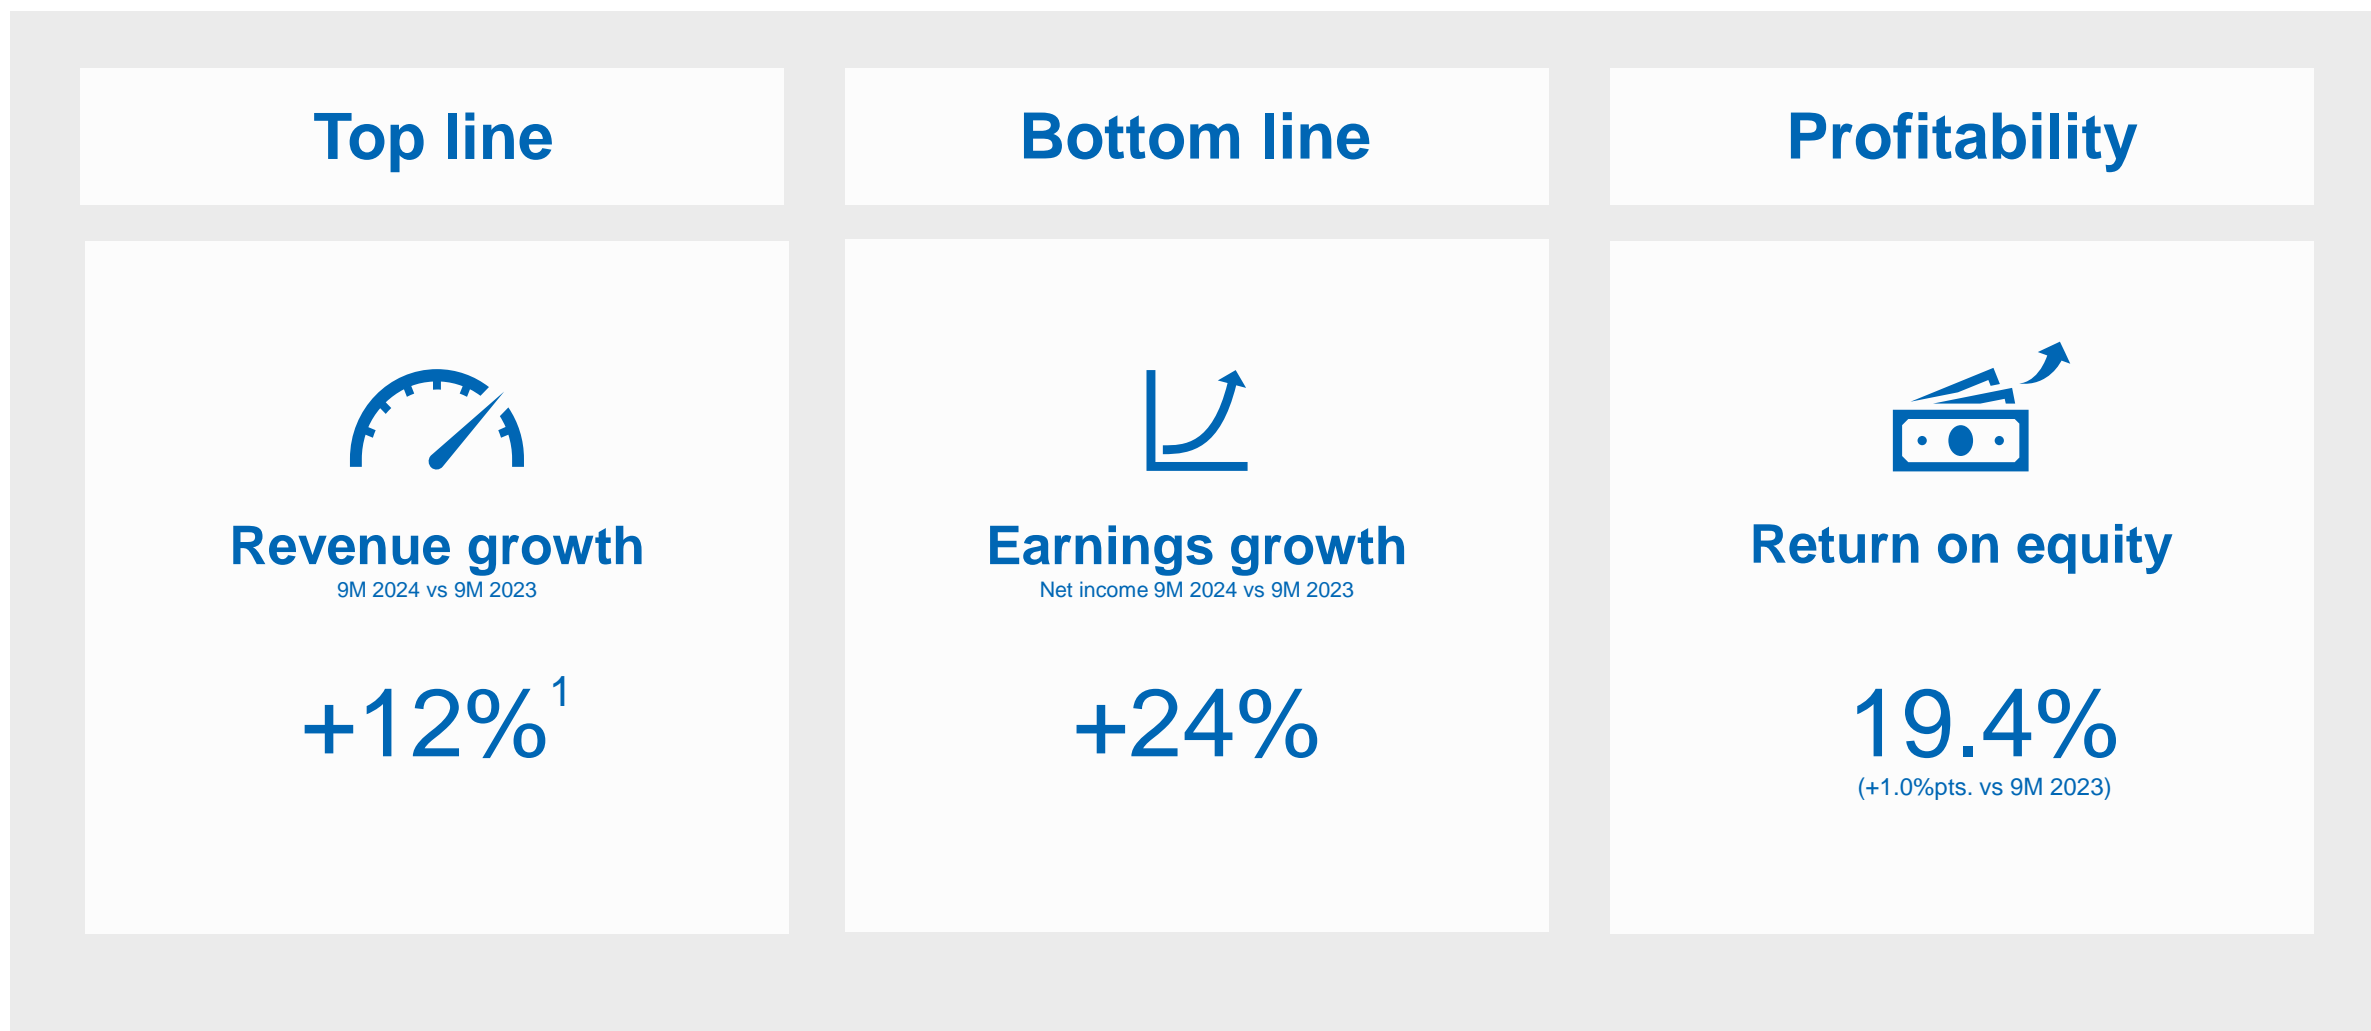 Top line
Bottom line
Profitability
Revenue growth
9M 2024 vs 9M 2023
+12%¹
Earnings growth
Net income 9M 2024 vs 9M 2023
+24%
Return on equity
19.4%
(+1.0%pts. vs 9M 2023)